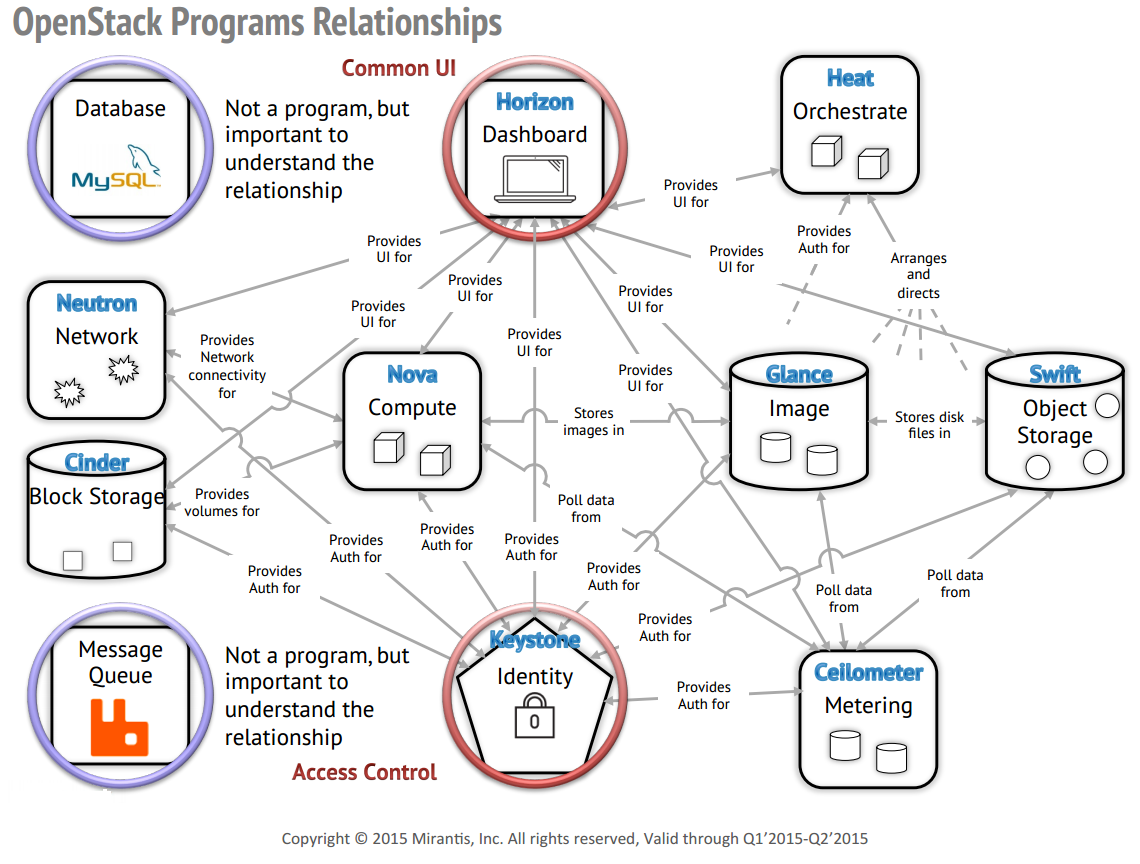 OpenStack Programs Relationships
Common UI
Database
MySQL
Not a program, but
important to
understand the
relationship
Horizon
Dashboard
Heat
Orchestrate
Provides
UI for
Provides
Auth for
Arranges
and
directs
Provides
UI for
Provides
UI for
Provides
UI for
Provides
UI for
Provides
UI for
Provides
UI for
Provides
UI for
Neutron
Network
Provides
Network
connectivity
for
Nova
Compute
Stores
images in
Glance
Image
Stores disk
files in
Swift
Object
Storage
Cinder
Block Storage
Provides
volumes for
Poll data
from
Provides
Auth for
Provides
Auth for
Provides
Auth for
Provides
Auth for
Provides
Auth for
Provides
Auth for
Poll data
from
Poll data
from
Message
Queue
Not a program, but
important to
understand the
relationship
Keystone
Identity
0
Access Control
Provides
Auth for
Ceilometer
Metering
Copyright © 2015 Mirantis, Inc. All rights reserved, Valid through Q1’2015-Q2’2015